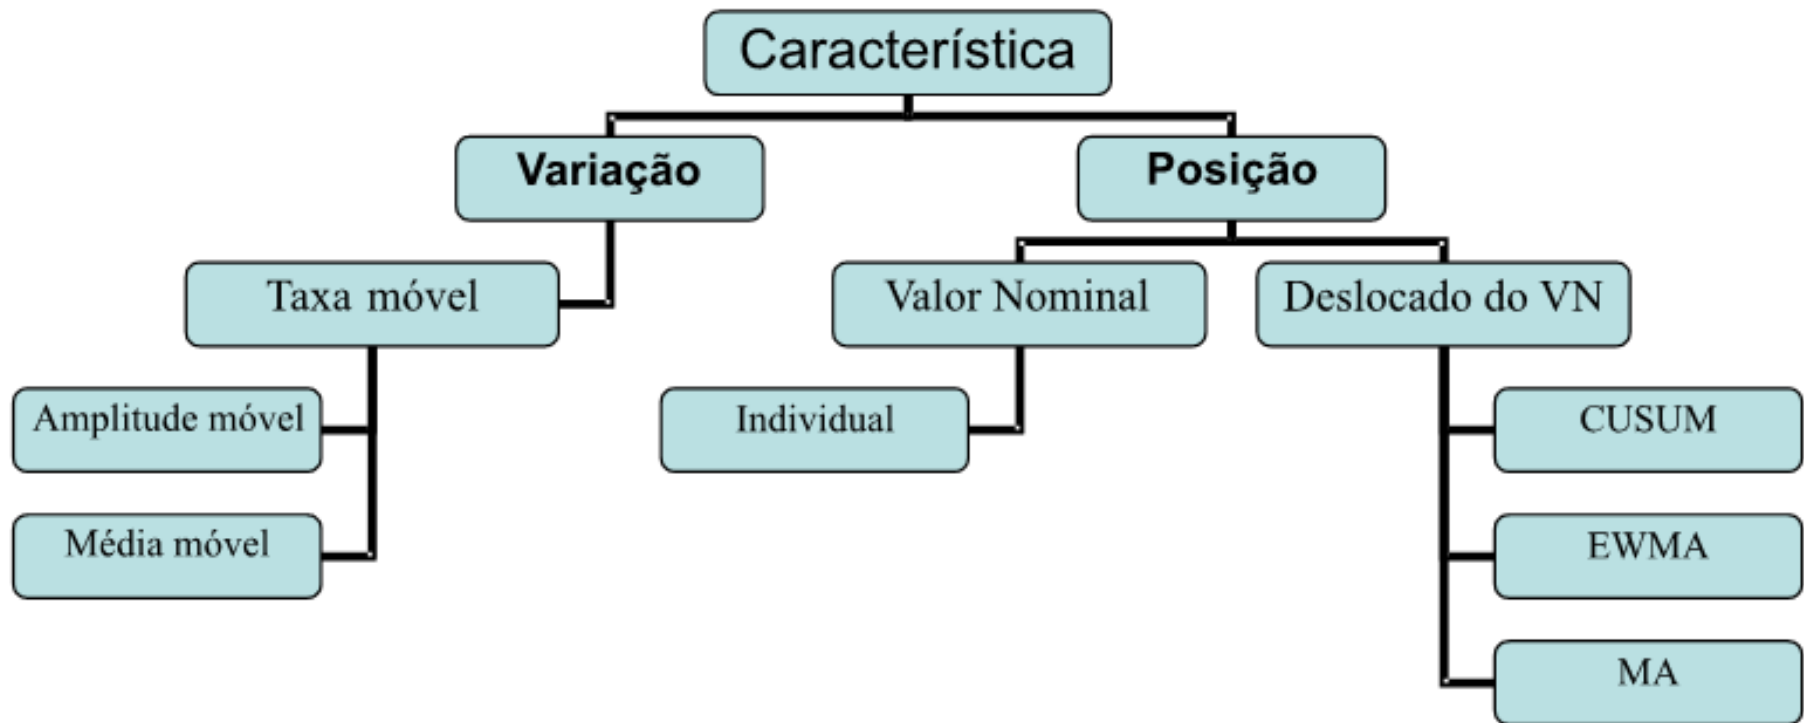 Característica
Variação
Posição
Taxa móvel
Valor Nominal
Deslocado do VN
Amplitude móvel
Individual
CUSUM
Média móvel
EWMA
MA